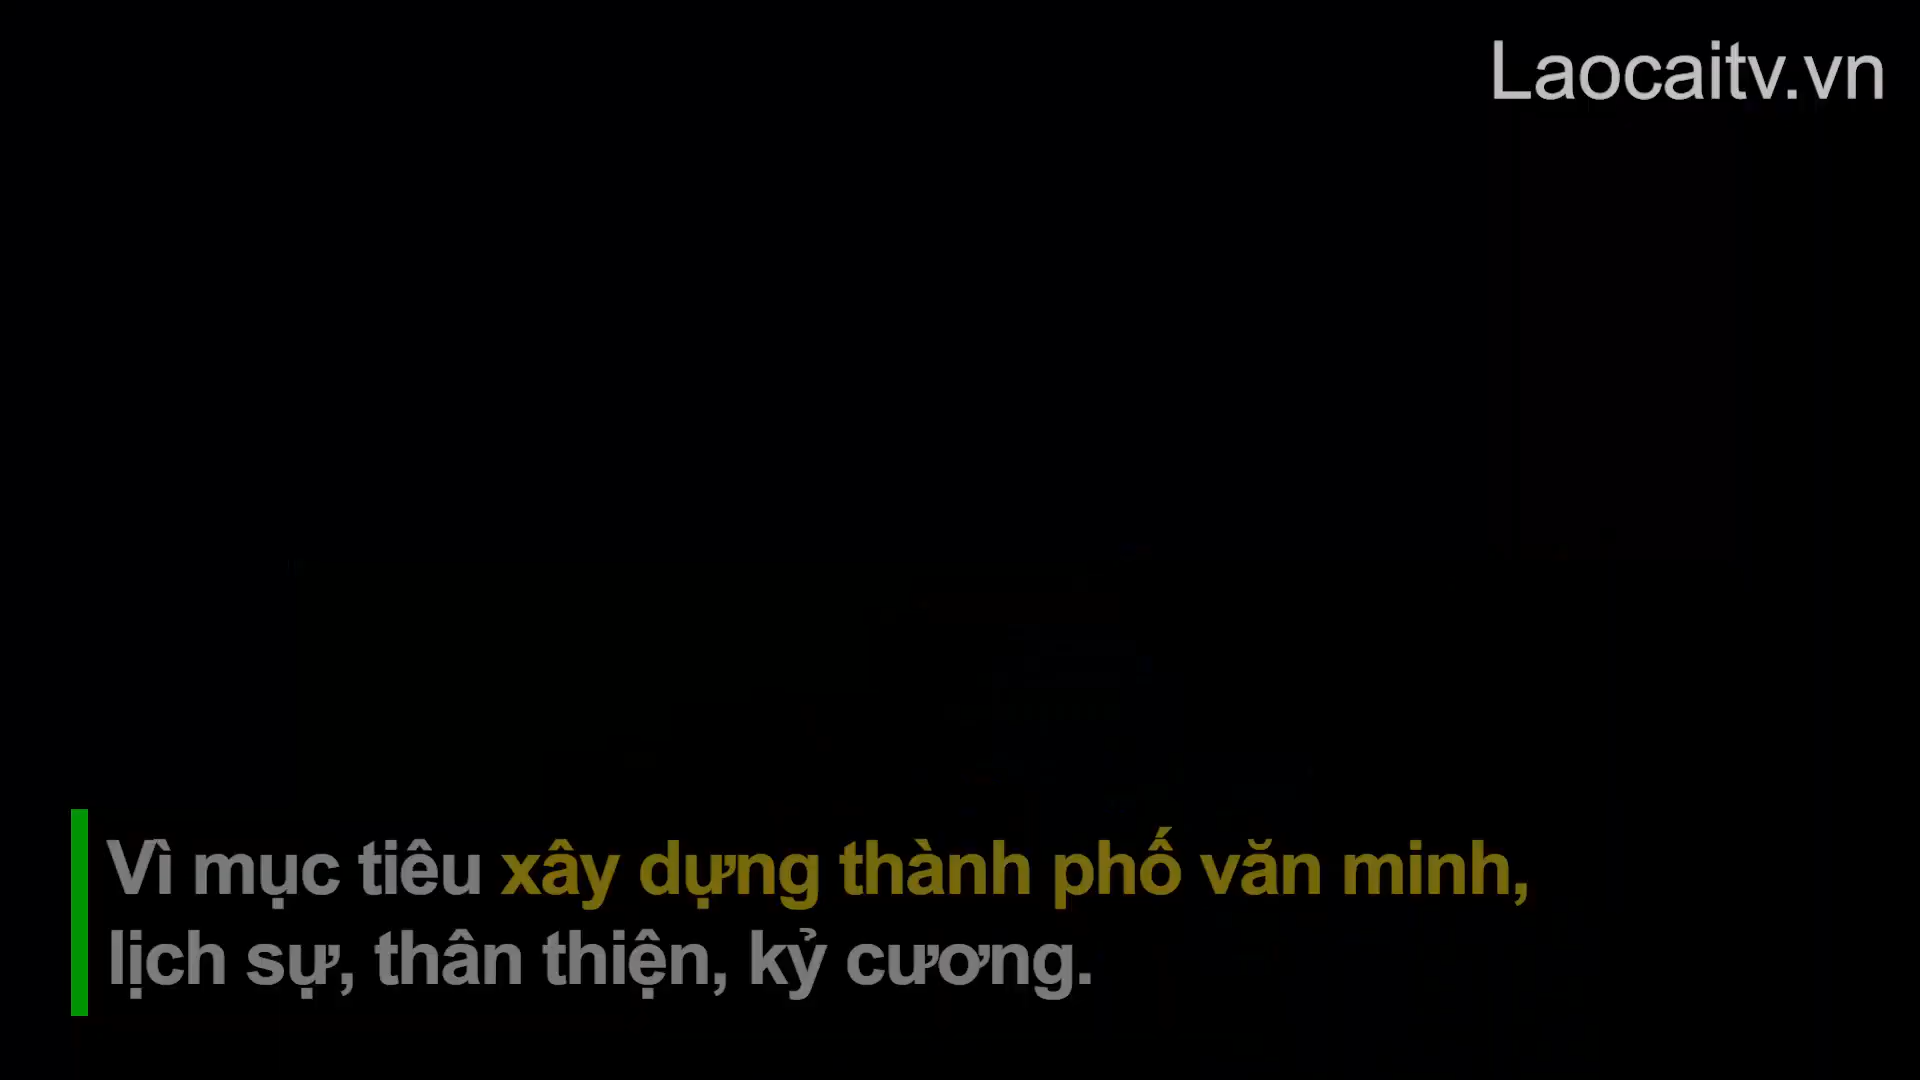 Laocaitv.vn
Vì mục tiêu xây dựng thành phố văn minh,
lịch sự, thân thiện, kỷ cương.